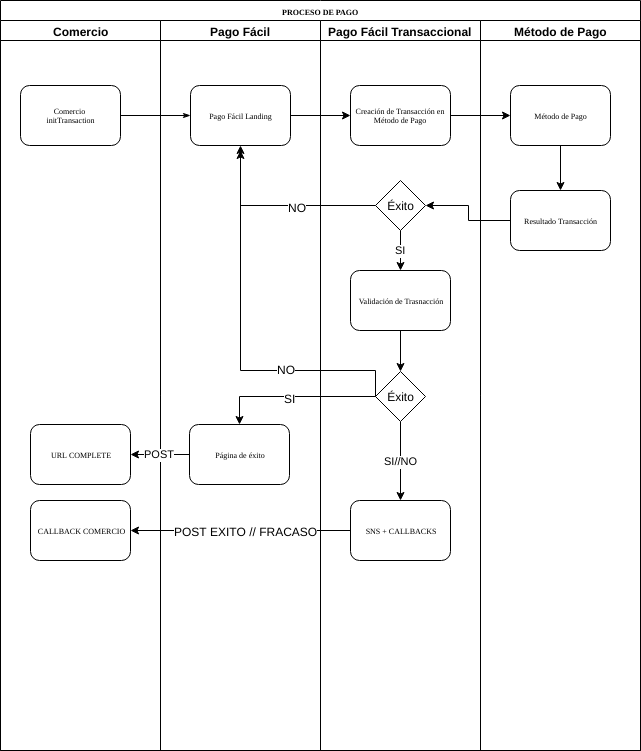 PROCESO DE PAGO
Comercio
Pago Fácil
Pago Fácil Transaccional
Método de Pago
Comercio
initTransaction
Pago Fácil Landing
Creación de Transacción en
Método de Pago
Método de Pago
Éxito
NO
Resultado Transacción
SI
Validación de Trasnacción
NO
Éxito
SI
URL COMPLETE
POST
Página de éxito
SI//NO
CALLBACK COMERCIO
POST EXITO // FRACASO
SNS + CALLBACKS